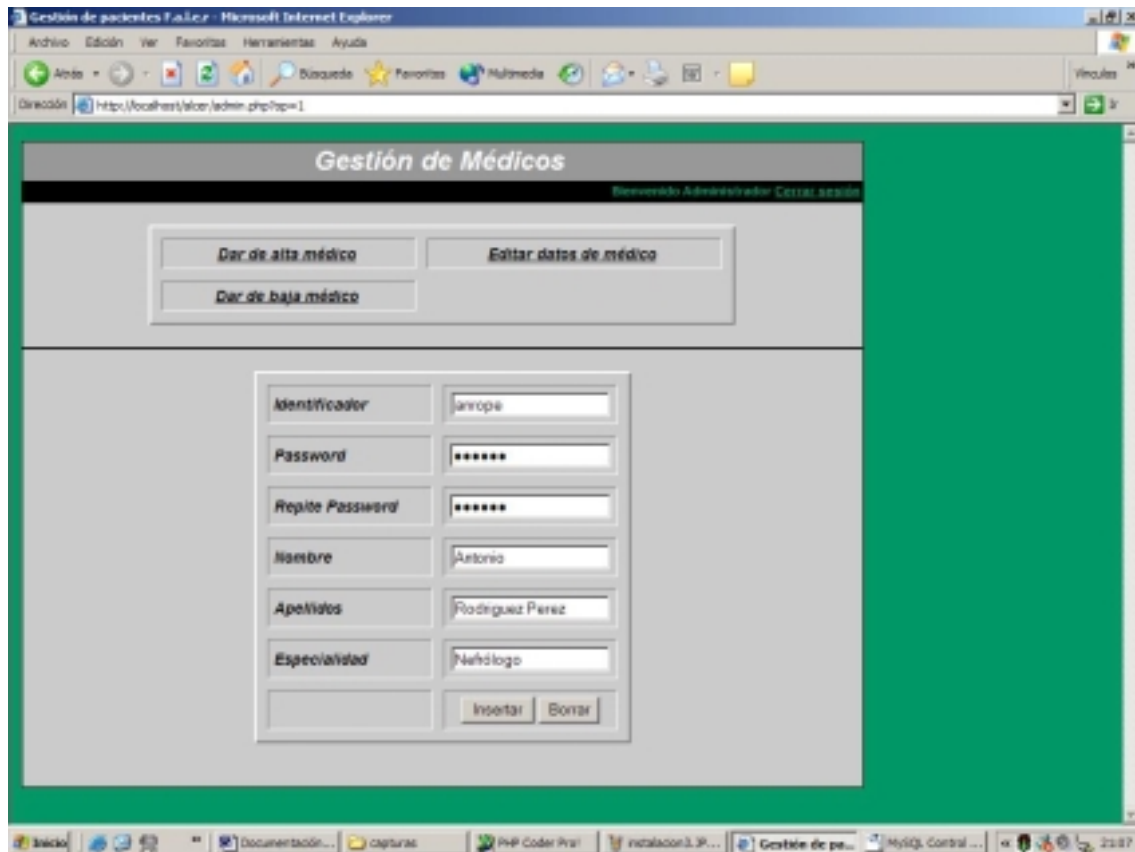 Gestión de pacientes F.a.l.c.r - Microsoft Internet Explorer
Archivo Edición Ver Favoritos Herramientas Ayuda
Atrás Búsqueda Favoritos Multimedia Vínculos
Dirección http://localhost/alcer/admin.php?op=1 Ir
Gestión de Médicos
Bienvenido Administrador Cerrar sesión
Dar de alta médico Editar datos de médico
Dar de baja médico
Identificador anrope
Password ••••••
Repite Password ••••••
Nombre Antonio
Apellidos Rodriguez Perez
Especialidad Nefrólogo
Insertar Borrar
Inicio Documentación... capturas PHP Coder Pro! instalacion3.JP... Gestión de pa... MySQL Control ... 21:07